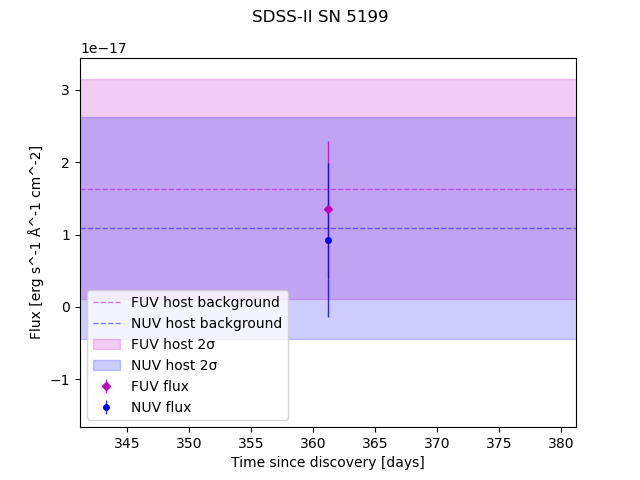 SDSS-II SN 5199
1e−17
3
2
1
0
−1
Flux [erg s^-1 Å^-1 cm^-2]
FUV host background
NUV host background
FUV host 2σ
NUV host 2σ
FUV flux
NUV flux
345 350 355 360 365 370 375 380
Time since discovery [days]